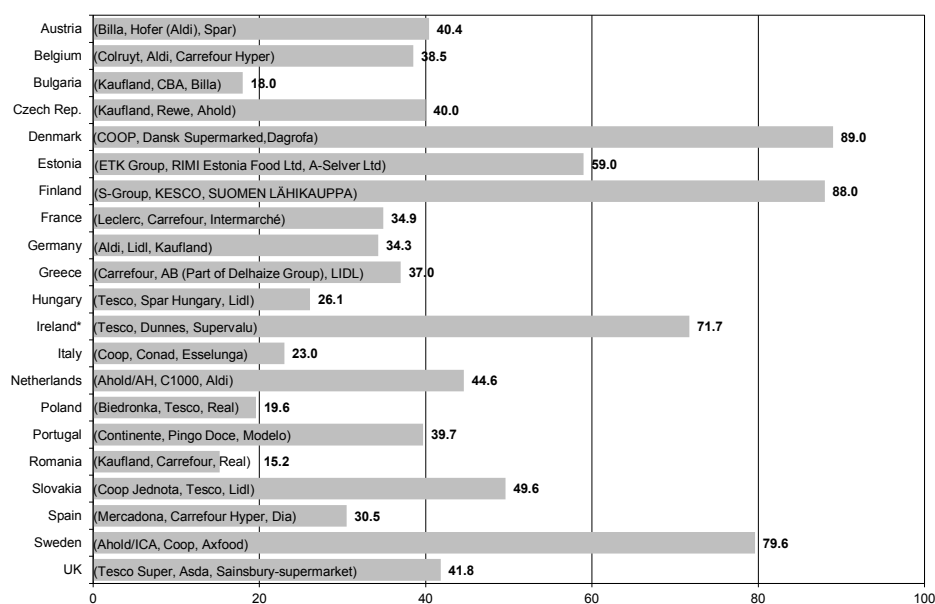 Austria (Billa, Hofer (Aldi), Spar) 40.4
Belgium (Colruyt, Aldi, Carrefour Hyper) 38.5
Bulgaria (Kaufland, CBA, Billa) 18.0
Czech Rep. (Kaufland, Rewe, Ahold) 40.0
Denmark (COOP, Dansk Supermarked,Dagrofa) 89.0
Estonia (ETK Group, RIMI Estonia Food Ltd, A-Selver Ltd) 59.0
Finland (S-Group, KESCO, SUOMEN LÄHIKAUPPA) 88.0
France (Leclerc, Carrefour, Intermarché) 34.9
Germany (Aldi, Lidl, Kaufland) 34.3
Greece (Carrefour, AB (Part of Delhaize Group), LIDL) 37.0
Hungary (Tesco, Spar Hungary, Lidl) 26.1
Ireland* (Tesco, Dunnes, Supervalu) 71.7
Italy (Coop, Conad, Esselunga) 23.0
Netherlands (Ahold/AH, C1000, Aldi) 44.6
Poland (Biedronka, Tesco, Real) 19.6
Portugal (Continente, Pingo Doce, Modelo) 39.7
Romania (Kaufland, Carrefour, Real) 15.2
Slovakia (Coop Jednota, Tesco, Lidl) 49.6
Spain (Mercadona, Carrefour Hyper, Dia) 30.5
Sweden (Ahold/ICA, Coop, Axfood) 79.6
UK (Tesco Super, Asda, Sainsbury-supermarket) 41.8
0 20 40 60 80 100